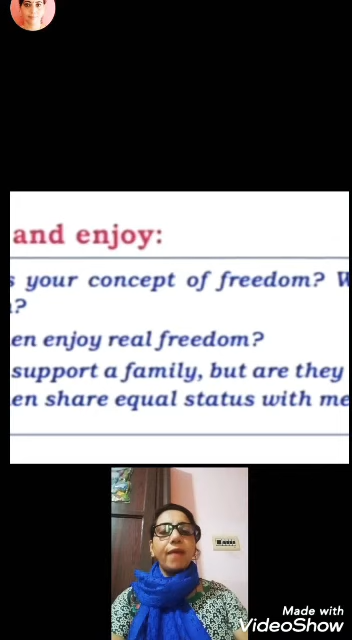 and enjoy:
s your concept of freedom? W
?
en enjoy real freedom?
support a family, but are they
en share equal status with me
Made with
VideoShow